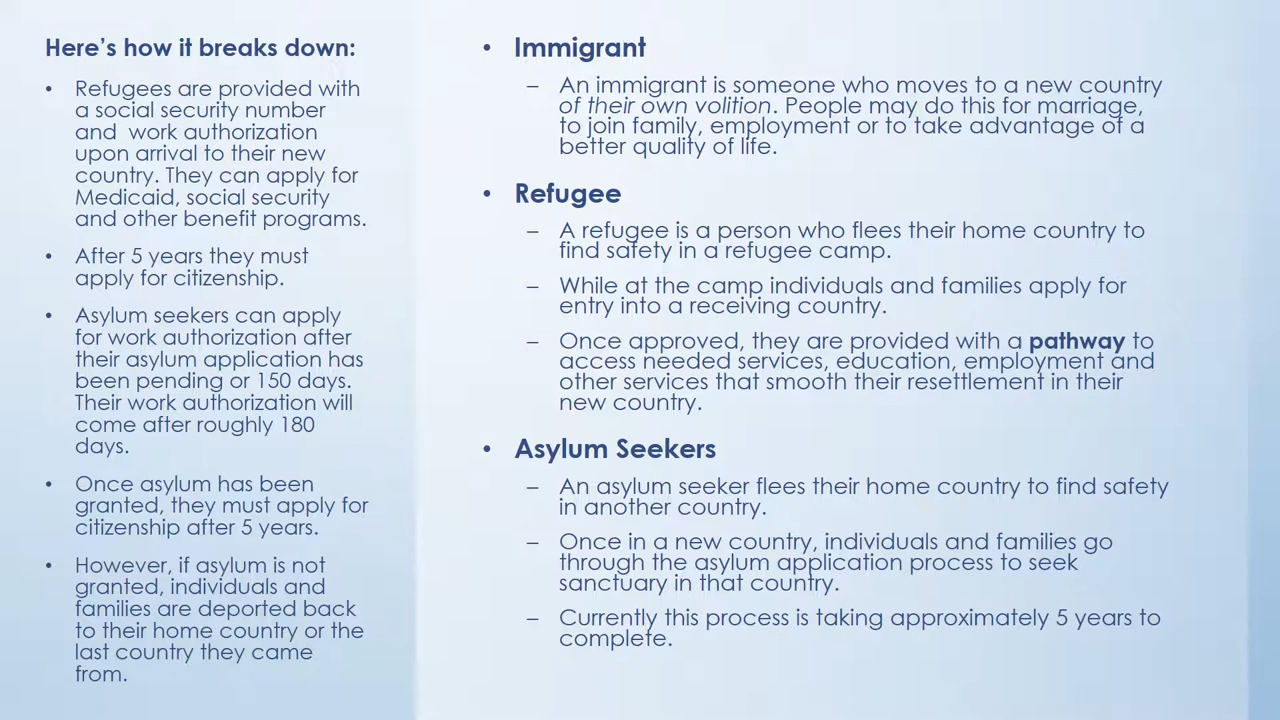 Here's how it breaks down:
• Refugees are provided with
a social security number
and work authorization
upon arrival to their new
country. They can apply for
Medicaid, social security
and other benefit programs.
• After 5 years they must
apply for citizenship.
• Asylum seekers can apply
for work authorization after
their asylum application has
been pending or 150 days.
Their work authorization will
come after roughly 180
days.
• Once asylum has been
granted, they must apply for
citizenship after 5 years.
• However, if asylum is not
granted, individuals and
families are deported back
to their home country or the
last country they came
from.
• Immigrant
– An immigrant is someone who moves to a new country
of their own volition. People may do this for marriage,
to join family, employment or to take advantage of a
better quality of life.
• Refugee
– A refugee is a person who flees their home country to
find safety in a refugee camp.
– While at the camp individuals and families apply for
entry into a receiving country.
– Once approved, they are provided with a pathway to
access needed services, education, employment and
other services that smooth their resettlement in their
new country.
• Asylum Seekers
– An asylum seeker flees their home country to find safety
in another country.
– Once in a new country, individuals and families go
through the asylum application process to seek
sanctuary in that country.
– Currently this process is taking approximately 5 years to
complete.